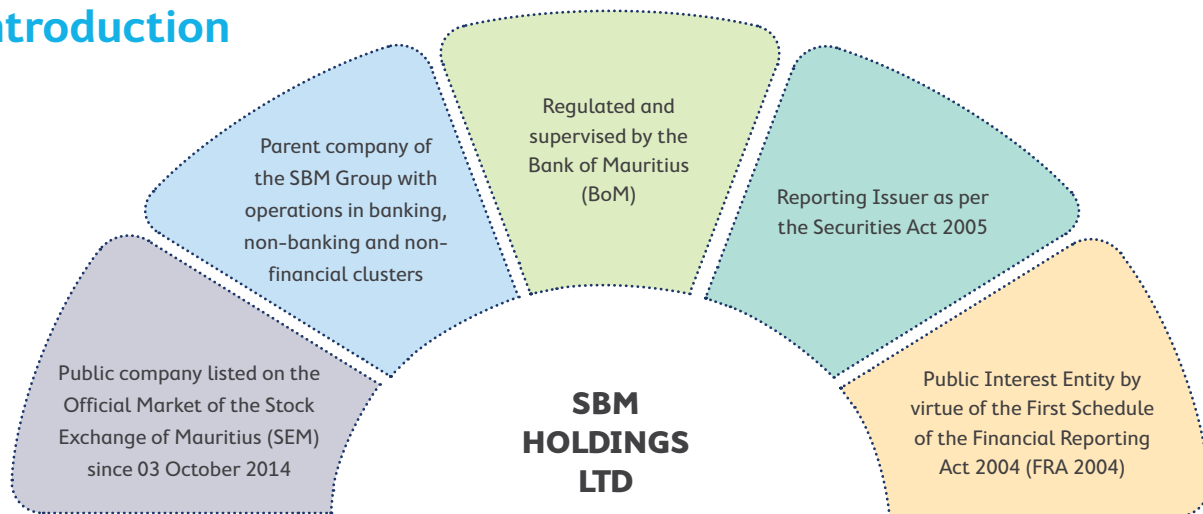 ntroduction
Public company listed on the
Official Market of the Stock
Exchange of Mauritius (SEM)
since 03 October 2014
Parent company of
the SBM Group with
operations in banking,
non-banking and non-
financial clusters
Regulated and
supervised by the
Bank of Mauritius
(BoM)
Reporting Issuer as per
the Securities Act 2005
Public Interest Entity by
virtue of the First Schedule
of the Financial Reporting
Act 2004 (FRA 2004)
SBM
HOLDINGS
LTD